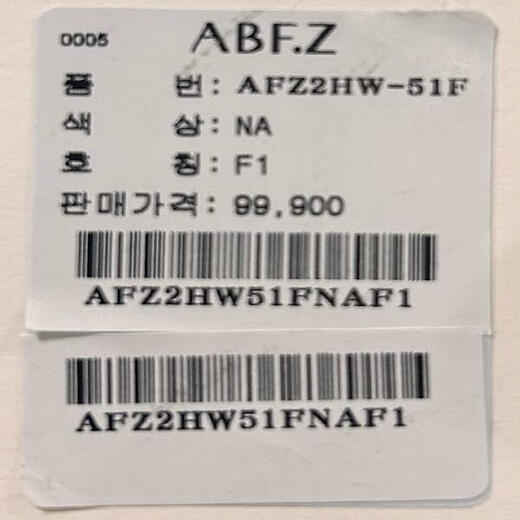 0005 ABF.Z
품 번: AFZ2HW-51F
색 상: NA
호 칭: F1
판매가격: 99,900
AFZ2HW51FNAF1
AFZ2HW51FNAF1